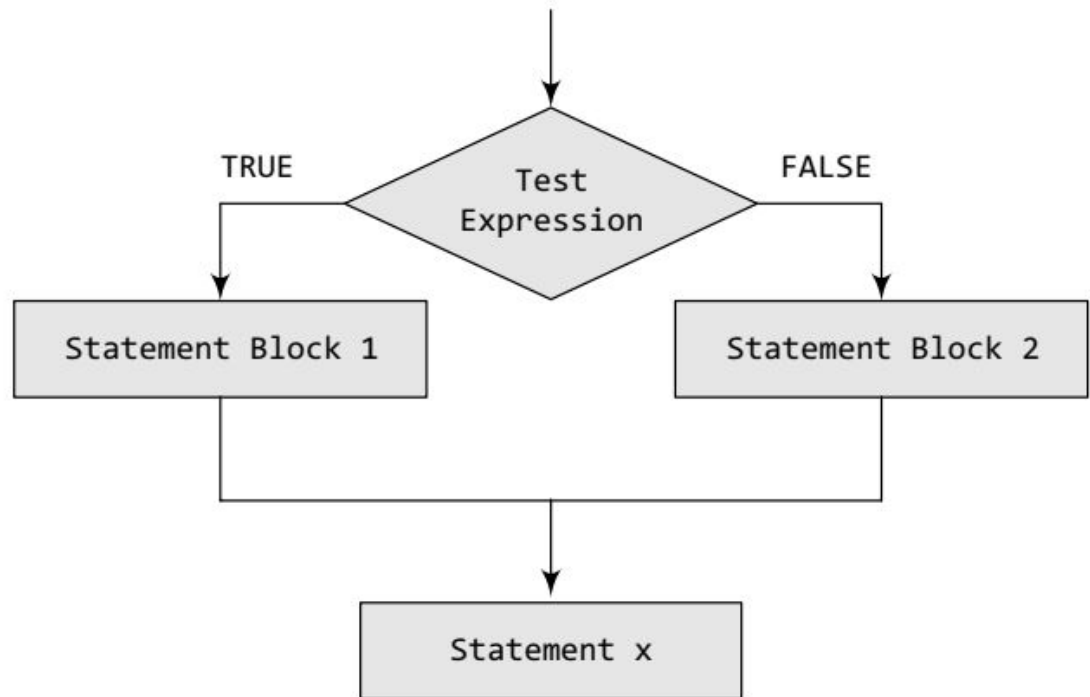 TRUE
FALSE
Test
Expression
Statement Block 1
Statement Block 2
Statement x